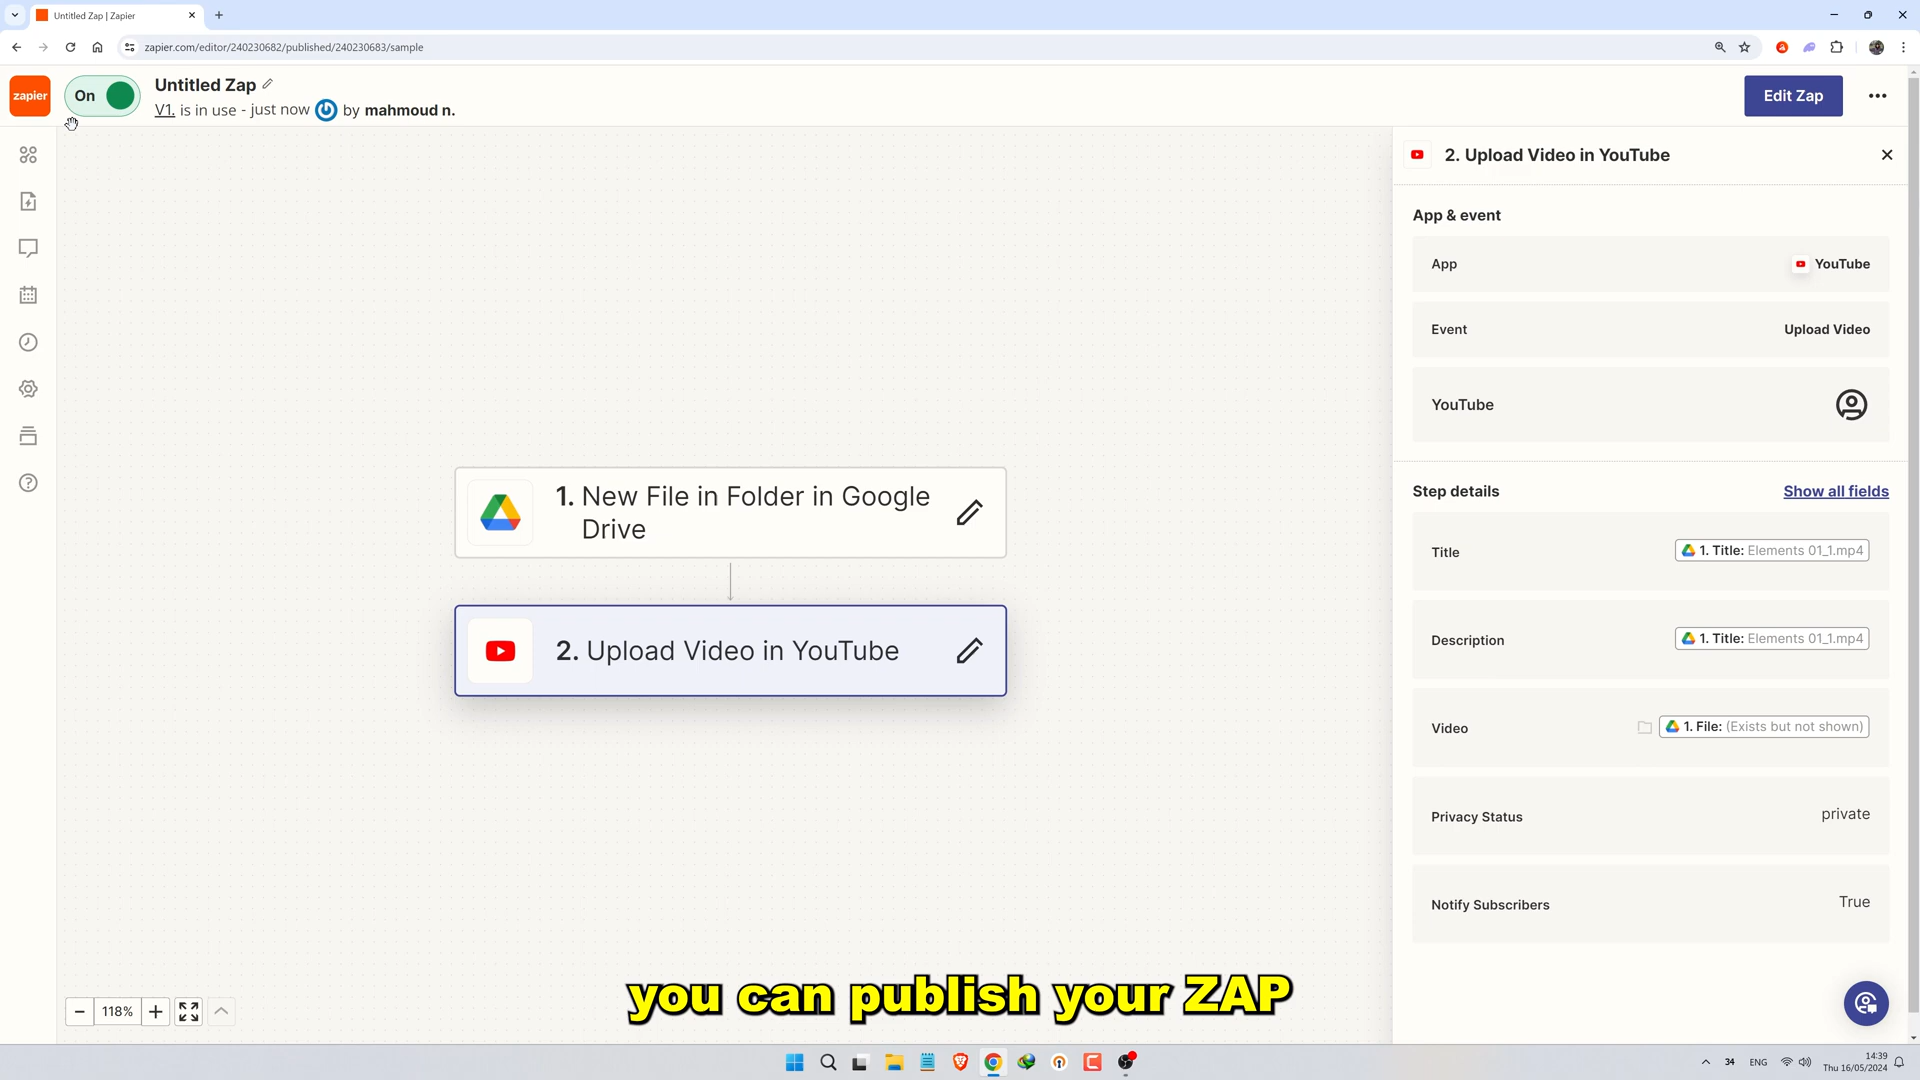 Untitled Zap | Zapier
zapier.com/editor/240230682/published/240230683/sample
zapier
On
Untitled Zap
V1. is in use - just now by mahmoud n.
Edit Zap
2. Upload Video in YouTube
App & event
App YouTube
Event Upload Video
YouTube
Step details Show all fields
Title 1. Title: Elements 01_1.mp4
Description 1. Title: Elements 01_1.mp4
Video 1. File: (Exists but not shown)
Privacy Status private
Notify Subscribers True
1. New File in Folder in Google
Drive
2. Upload Video in YouTube
118%
you can publish your ZAP
34 ENG 14:39
Thu 16/05/2024